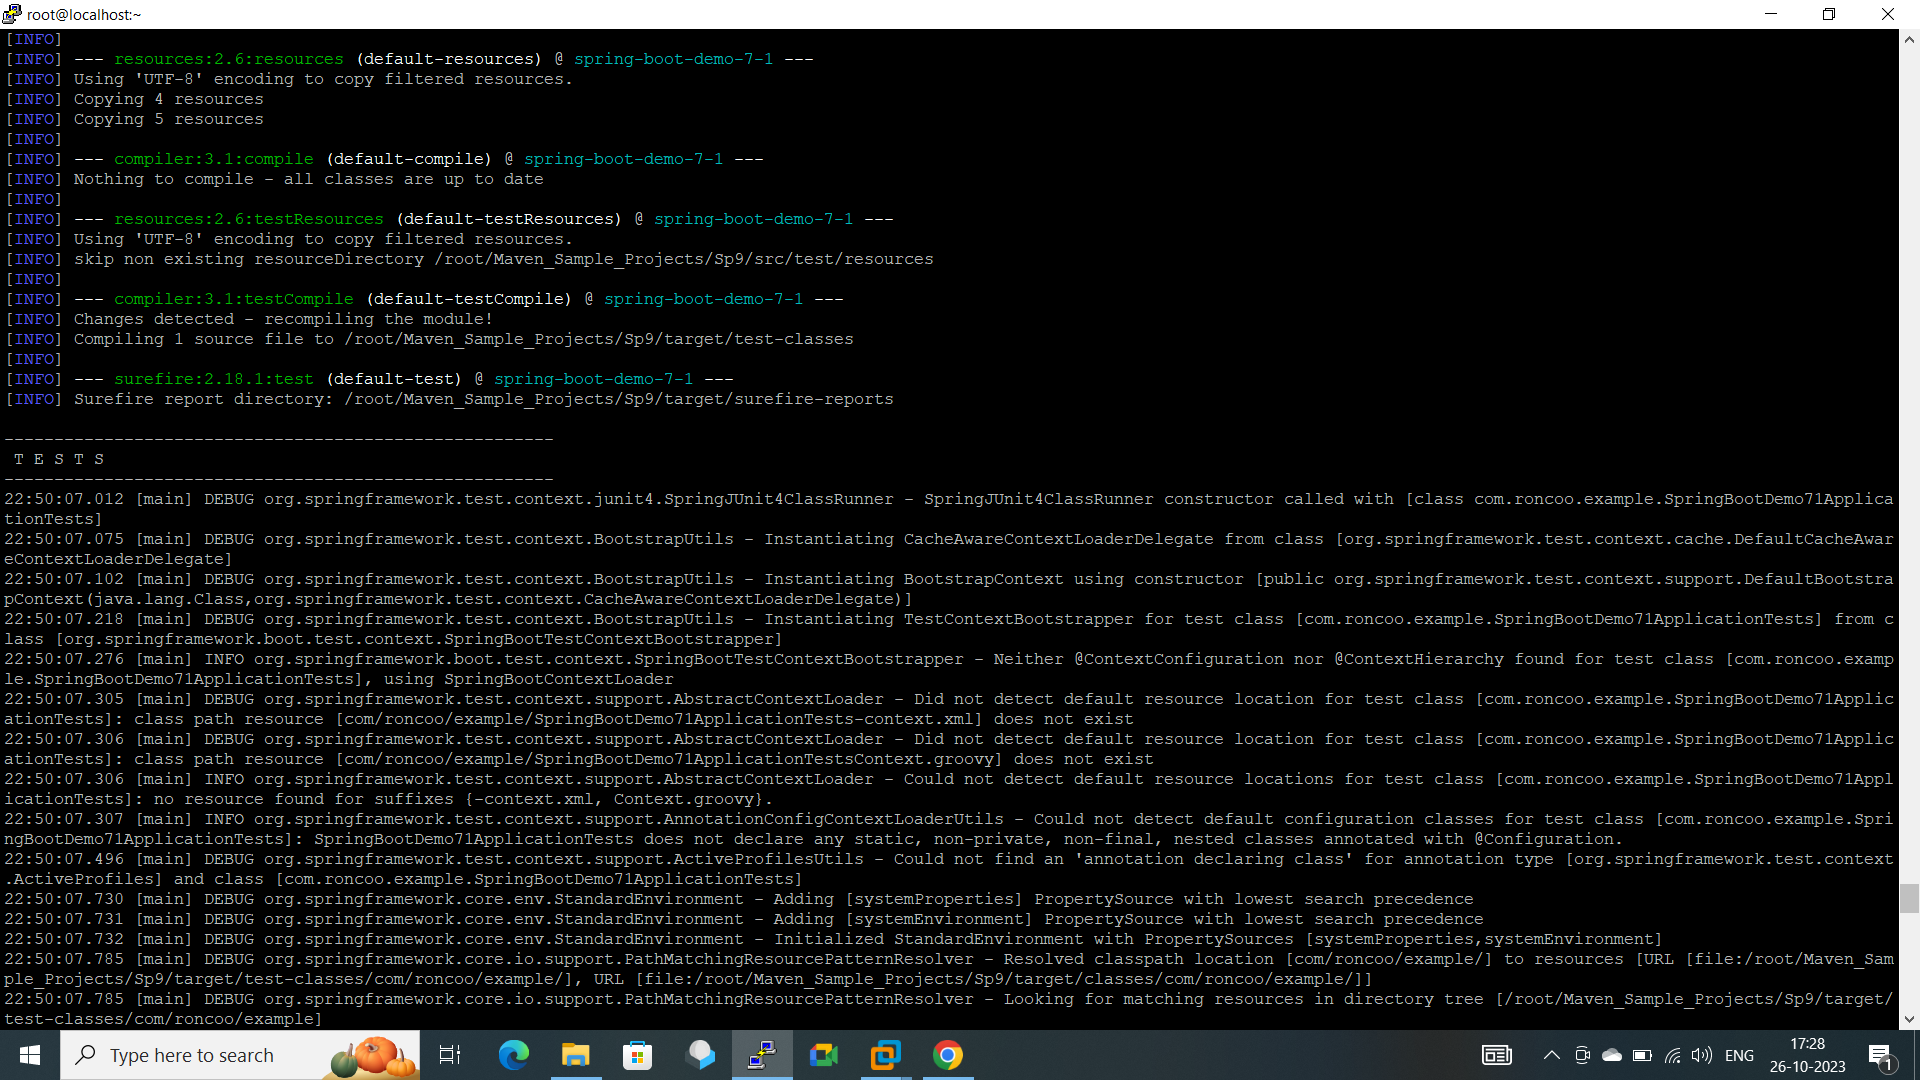 root@localhost:~
[INFO]
[INFO] --- resources:2.6:resources (default-resources) @ spring-boot-demo-7-1 ---
[INFO] Using 'UTF-8' encoding to copy filtered resources.
[INFO] Copying 4 resources
[INFO] Copying 5 resources
[INFO]
[INFO] --- compiler:3.1:compile (default-compile) @ spring-boot-demo-7-1 ---
[INFO] Nothing to compile - all classes are up to date
[INFO]
[INFO] --- resources:2.6:testResources (default-testResources) @ spring-boot-demo-7-1 ---
[INFO] Using 'UTF-8' encoding to copy filtered resources.
[INFO] skip non existing resourceDirectory /root/Maven_Sample_Projects/Sp9/src/test/resources
[INFO]
[INFO] --- compiler:3.1:testCompile (default-testCompile) @ spring-boot-demo-7-1 ---
[INFO] Changes detected - recompiling the module!
[INFO] Compiling 1 source file to /root/Maven_Sample_Projects/Sp9/target/test-classes
[INFO]
[INFO] --- surefire:2.18.1:test (default-test) @ spring-boot-demo-7-1 ---
[INFO] Surefire report directory: /root/Maven_Sample_Projects/Sp9/target/surefire-reports
-------------------------------------------------------
T E S T S
-------------------------------------------------------
22:50:07.012 [main] DEBUG org.springframework.test.context.junit4.SpringJUnit4ClassRunner - SpringJUnit4ClassRunner constructor called with [class com.roncoo.example.SpringBootDemo71Applica
tionTests]
22:50:07.075 [main] DEBUG org.springframework.test.context.BootstrapUtils - Instantiating CacheAwareContextLoaderDelegate from class [org.springframework.test.context.cache.DefaultCacheAwar
eContextLoaderDelegate]
22:50:07.102 [main] DEBUG org.springframework.test.context.BootstrapUtils - Instantiating BootstrapContext using constructor [public org.springframework.test.context.support.DefaultBootstra
pContext(java.lang.Class,org.springframework.test.context.CacheAwareContextLoaderDelegate)]
22:50:07.218 [main] DEBUG org.springframework.test.context.BootstrapUtils - Instantiating TestContextBootstrapper for test class [com.roncoo.example.SpringBootDemo71ApplicationTests] from c
lass [org.springframework.boot.test.context.SpringBootTestContextBootstrapper]
22:50:07.276 [main] INFO org.springframework.boot.test.context.SpringBootTestContextBootstrapper - Neither @ContextConfiguration nor @ContextHierarchy found for test class [com.roncoo.examp
le.SpringBootDemo71ApplicationTests], using SpringBootContextLoader
22:50:07.305 [main] DEBUG org.springframework.test.context.support.AbstractContextLoader - Did not detect default resource location for test class [com.roncoo.example.SpringBootDemo71Applic
ationTests]: class path resource [com/roncoo/example/SpringBootDemo71ApplicationTests-context.xml] does not exist
22:50:07.306 [main] DEBUG org.springframework.test.context.support.AbstractContextLoader - Did not detect default resource location for test class [com.roncoo.example.SpringBootDemo71Applic
ationTests]: class path resource [com/roncoo/example/SpringBootDemo71ApplicationTestsContext.groovy] does not exist
22:50:07.306 [main] INFO org.springframework.test.context.support.AbstractContextLoader - Could not detect default resource locations for test class [com.roncoo.example.SpringBootDemo71Appl
icationTests]: no resource found for suffixes {-context.xml, Context.groovy}.
22:50:07.307 [main] INFO org.springframework.test.context.support.AnnotationConfigContextLoaderUtils - Could not detect default configuration classes for test class [com.roncoo.example.Spri
ngBootDemo71ApplicationTests]: SpringBootDemo71ApplicationTests does not declare any static, non-private, non-final, nested classes annotated with @Configuration.
22:50:07.496 [main] DEBUG org.springframework.test.context.support.ActiveProfilesUtils - Could not find an 'annotation declaring class' for annotation type [org.springframework.test.context
.ActiveProfiles] and class [com.roncoo.example.SpringBootDemo71ApplicationTests]
22:50:07.730 [main] DEBUG org.springframework.core.env.StandardEnvironment - Adding [systemProperties] PropertySource with lowest search precedence
22:50:07.731 [main] DEBUG org.springframework.core.env.StandardEnvironment - Adding [systemEnvironment] PropertySource with lowest search precedence
22:50:07.732 [main] DEBUG org.springframework.core.env.StandardEnvironment - Initialized StandardEnvironment with PropertySources [systemProperties,systemEnvironment]
22:50:07.785 [main] DEBUG org.springframework.core.io.support.PathMatchingResourcePatternResolver - Resolved classpath location [com/roncoo/example/] to resources [URL [file:/root/Maven_Sam
ple_Projects/Sp9/target/test-classes/com/roncoo/example/], URL [file:/root/Maven_Sample_Projects/Sp9/target/classes/com/roncoo/example/]]
22:50:07.785 [main] DEBUG org.springframework.core.io.support.PathMatchingResourcePatternResolver - Looking for matching resources in directory tree [/root/Maven_Sample_Projects/Sp9/target/
test-classes/com/roncoo/example]
Type here to search
ENG
17:28
26-10-2023
1